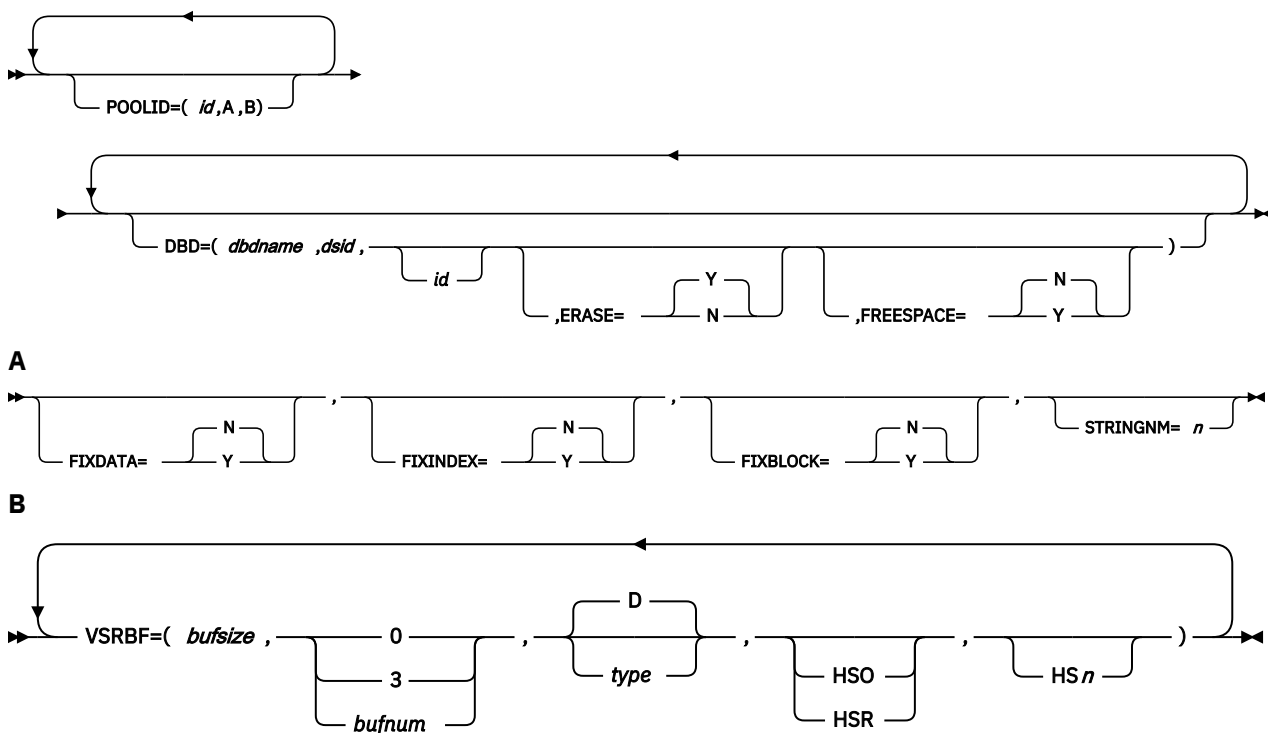 POOLID=( id ,A ,B)
DBD=( dbdname ,dsid , )
id Y N
,ERASE= N ,FREESPACE= Y
A
, , ,
N N N STRINGNM= n
FIXDATA= Y FIXINDEX= Y FIXBLOCK= Y
B
D
VSRBF=( bufsize , 0 , , , )
3 type HSO HSn
bufnum HSR